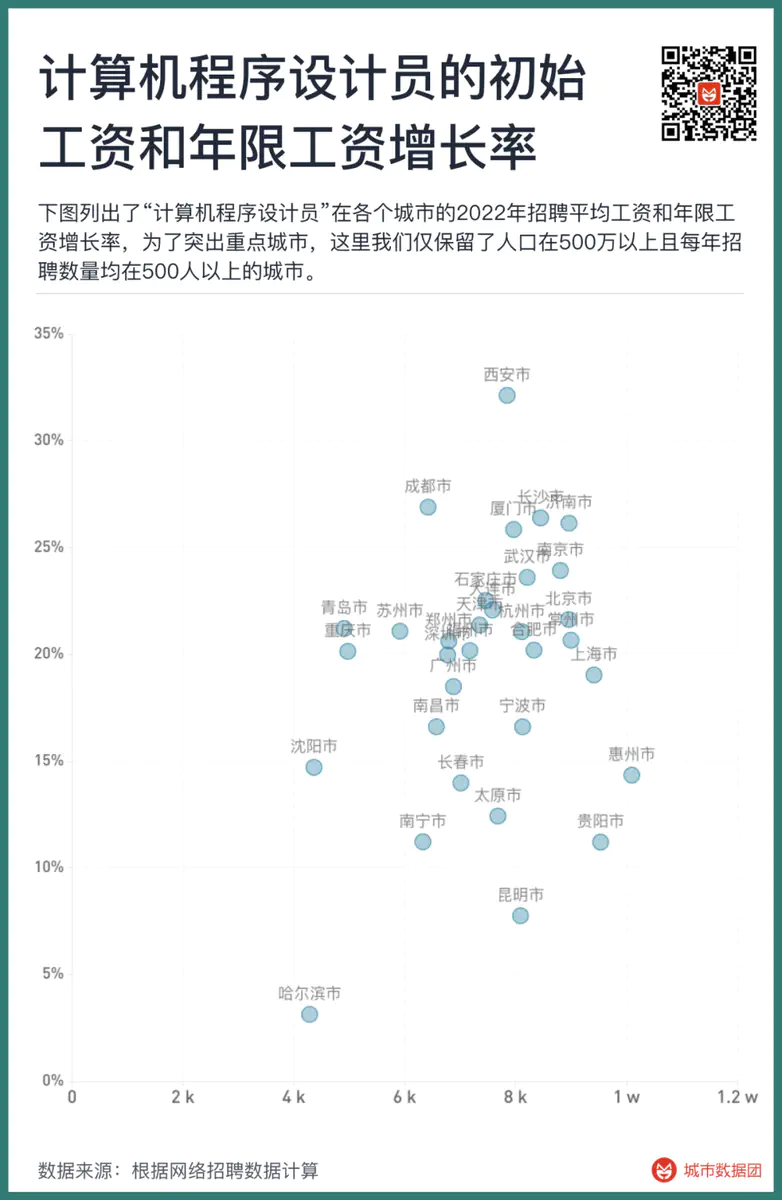 计算机程序设计员的初始
工资和年限工资增长率
下图列出了“计算机程序设计员”在各个城市的2022年招聘平均工资和年限工
资增长率，为了突出重点城市，这里我们仅保留了人口在500万以上且每年招
聘数量均在500人以上的城市。
35%
西安市
30%
成都市
长沙市
济南市
厦门市
25%
南京市
武汉市
石家庄市
大连市
北京市
天津市
青岛市
苏州市
杭州市
郑州市
常州市
重庆市
深圳市
合肥市
20%
上海市
广州市
南昌市
宁波市
沈阳市
惠州市
15%
长春市
太原市
南宁市
贵阳市
10%
昆明市
5%
哈尔滨市
0%
0 2 k 4 k 6 k 8 k 1 w 1.2 w
数据来源：根据网络招聘数据计算
城市数据团